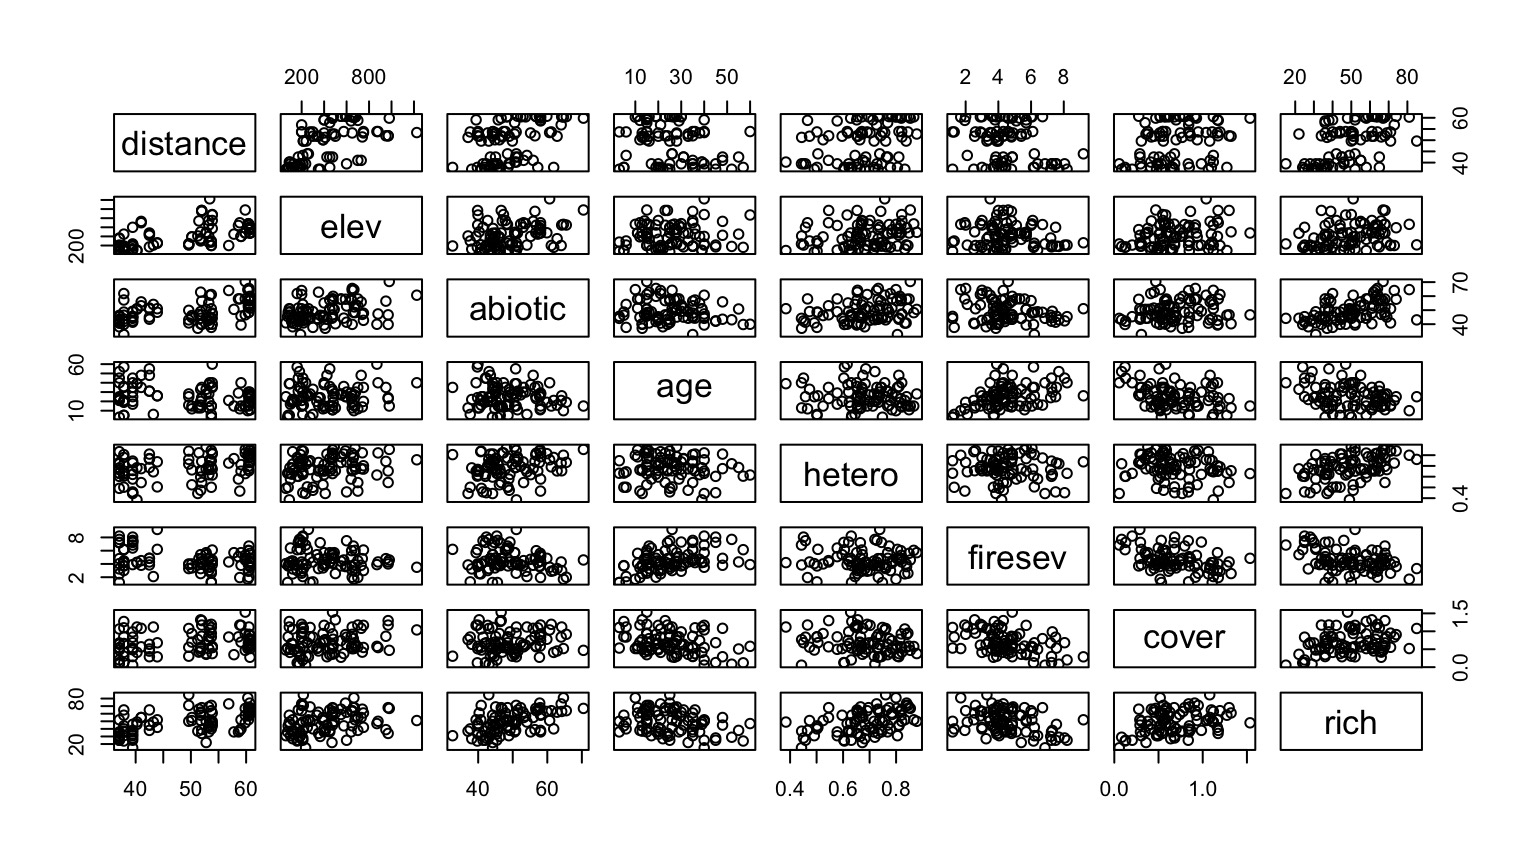 200 800 10 30 50 2 4 6 8 20 50 80
distance 40 60
200 elev
abiotic 40 70
10 60 age
hetero 0.4
2 8 firesev
cover 0.0 1.5
20 80 rich
40 50 60 40 60 0.4 0.6 0.8 0.0 1.0